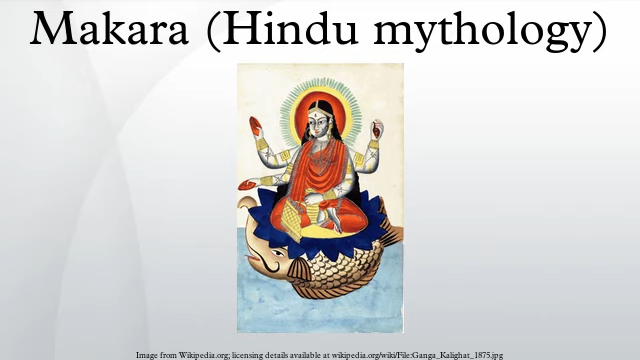 Makara (Hindu mythology)
Image from Wikipedia.org; licensing details available at wikipedia.org/wiki/File:Ganga_Kalighat_1875.jpg